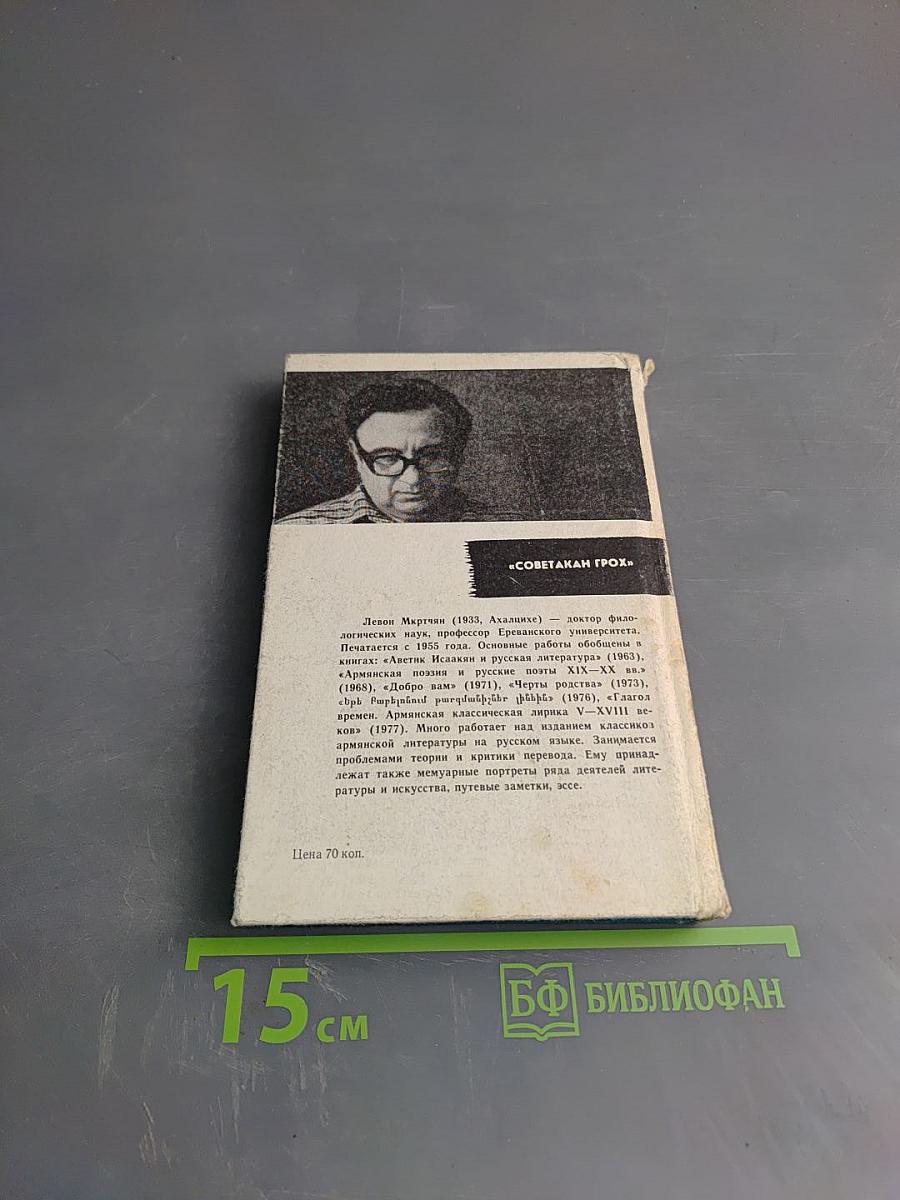 «СОВЕТАКАН ГРОХ»
Левон Мкртчян (1933, Ахалцихе) — доктор фило-
логических наук, профессор Ереванского университета.
Печатается с 1955 года. Основные работы обобщены в
книгах: «Аветик Исаакян и русская литература» (1963),
«Армянская поэзия и русские поэты XIX—XX вв.»
(1968), «Добро вам» (1971), «Черты родства» (1973),
«Եթե Բաբելոնում թարգմանիչներ լինեին» (1976), «Глагол
времен. Армянская классическая лирика V—XVIII ве-
ков» (1977). Много работает над изданием классиков
армянской литературы на русском языке. Занимается
проблемами теории и критики перевода. Ему принад-
лежат также мемуарные портреты ряда деятелей лите-
ратуры и искусства, путевые заметки, эссе.
Цена 70 коп.
15 см
БФ БИБЛИОФАН